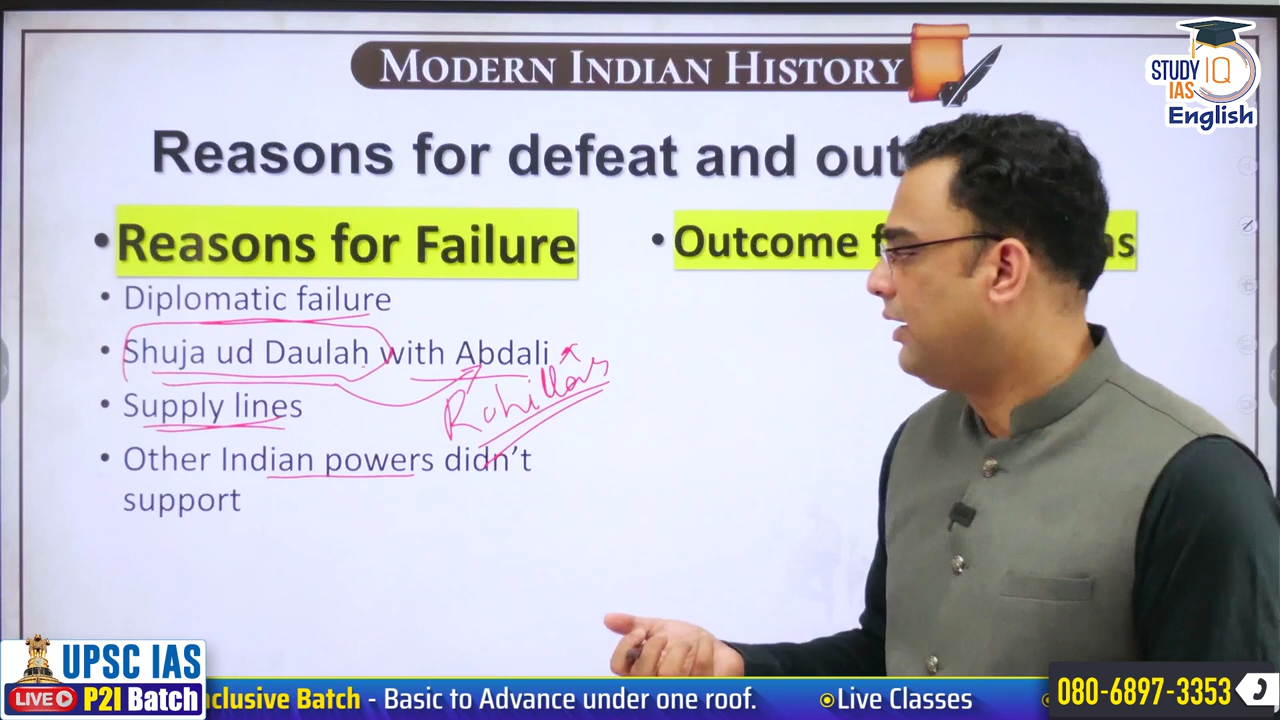 MODERN INDIAN HISTORY
STUDY IQ
IAS
English
Reasons for defeat and out
• Reasons for Failure
• Diplomatic failure
• Shuja ud Daulah with Abdali
Rohillas
• Supply lines
• Other Indian powers didn't
support
• Outcome
UPSC IAS
LIVE P2I Batch
nclusive Batch - Basic to Advance under one roof.
Live Classes
080-6897-3353